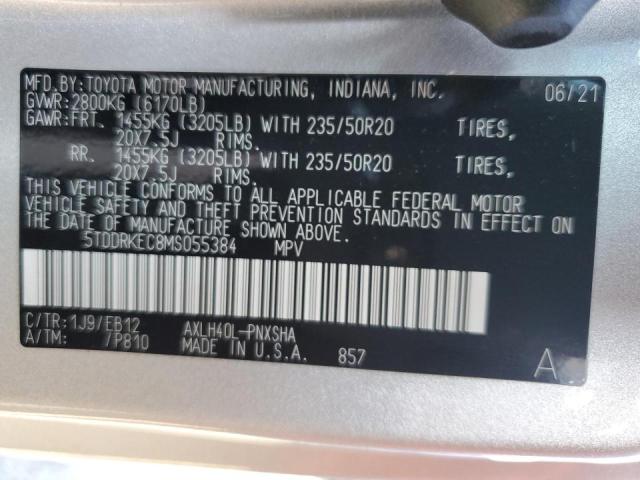 MFD.BY:TOYOTA MOTOR MANUFACTURING, INDIANA, INC. 06/21
GVWR:2800KG (6170LB)
GAWR:FRT. 1455KG (3205LB) WITH 235/50R20 TIRES,
20X7.5J RIMS.
RR. 1455KG (3205LB) WITH 235/50R20 TIRES,
20X7.5J RIMS.
THIS VEHICLE CONFORMS TO ALL APPLICABLE FEDERAL MOTOR
VEHICLE SAFETY AND THEFT PREVENTION STANDARDS IN EFFECT ON
THE DATE OF MANUFACTURE SHOWN ABOVE.
5TDDRKEC8MS055384 MPV
C/TR:1J9/EB12 AXLH40L-PNXSHA
A/TM: /P810 MADE IN U.S.A. 857 A